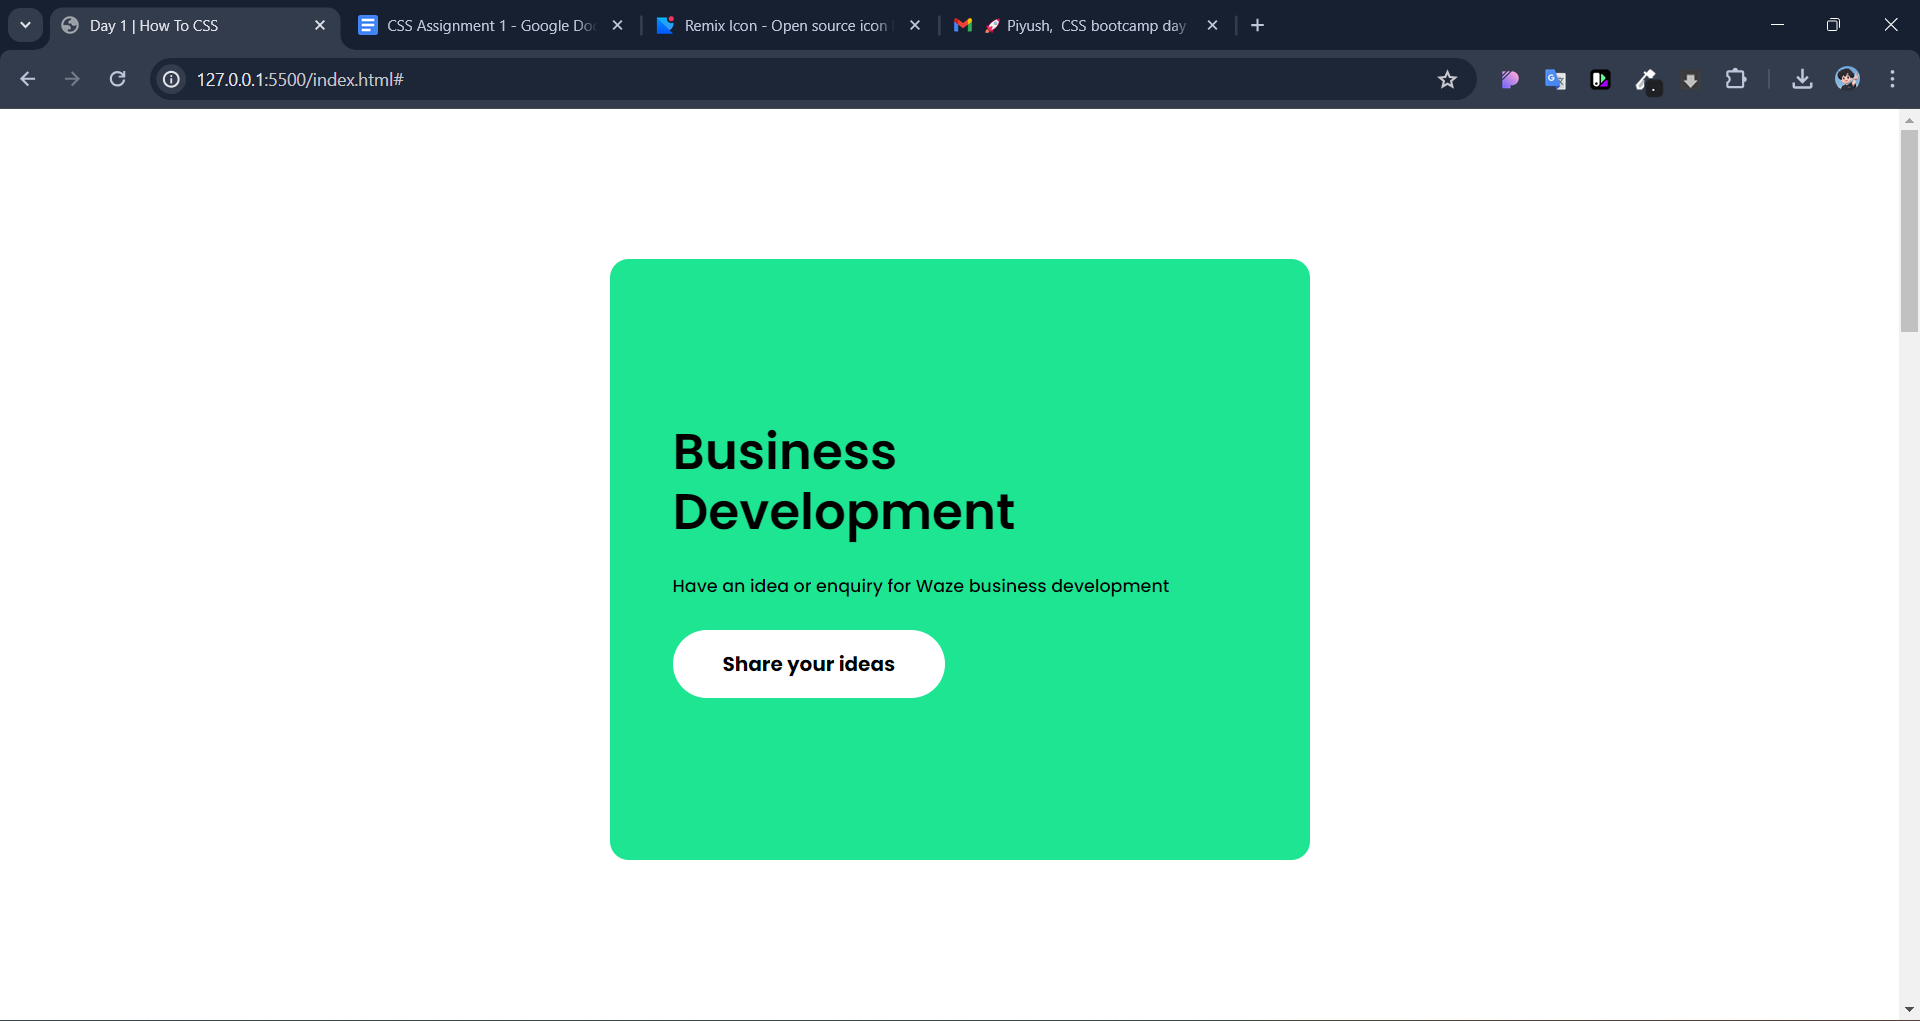 Day 1 | How To CSS
CSS Assignment 1 - Google Do
Remix Icon - Open source icon
🚀 Piyush, CSS bootcamp day
127.0.0.1:5500/index.html#
Business
Development
Have an idea or enquiry for Waze business development
Share your ideas